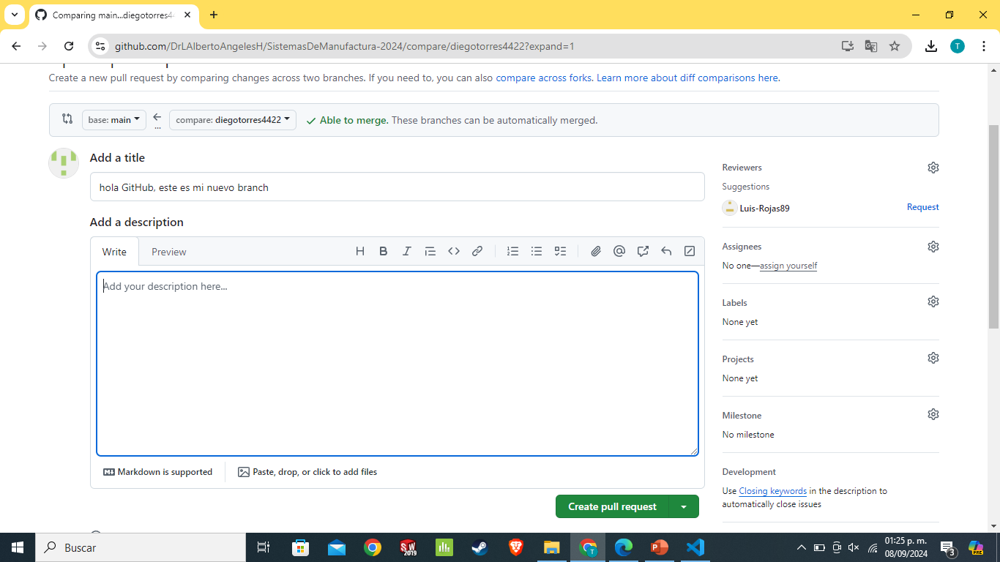 Comparing main...diegotorres44
github.com/DrLAlbertoAngelesH/SistemasDeManufactura-2024/compare/diegotorres4422?expand=1
T
Create a new pull request by comparing changes across two branches. If you need to, you can also compare across forks. Learn more about diff comparisons here.
base: main
...
compare: diegotorres4422
Able to merge. These branches can be automatically merged.
Add a title
hola GitHub, este es mi nuevo branch
Add a description
Write
Preview
H B I
Add your description here...
Markdown is supported
Paste, drop, or click to add files
Create pull request
Reviewers
Suggestions
Luis-Rojas89
Request
Assignees
No one—assign yourself
Labels
None yet
Projects
None yet
Milestone
No milestone
Development
Use Closing keywords in the description to
automatically close issues
Buscar
SW
2019
T
P
01:25 p. m.
08/09/2024
3
PRE